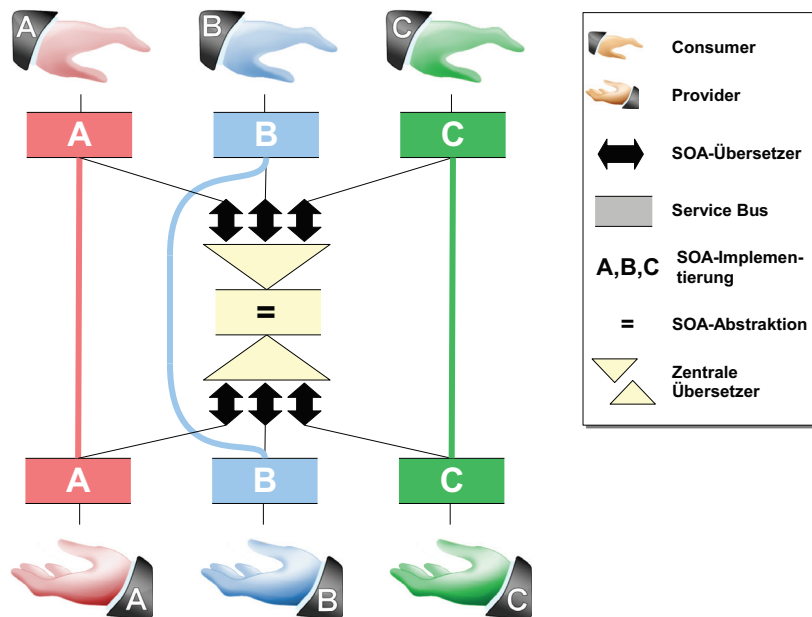 A
B
C
A
B
C
=
A
B
C
A
B
C
Consumer
Provider
SOA-Übersetzer
Service Bus
A,B,C
SOA-Implemen-
tierung
=
SOA-Abstraktion
Zentrale
Übersetzer